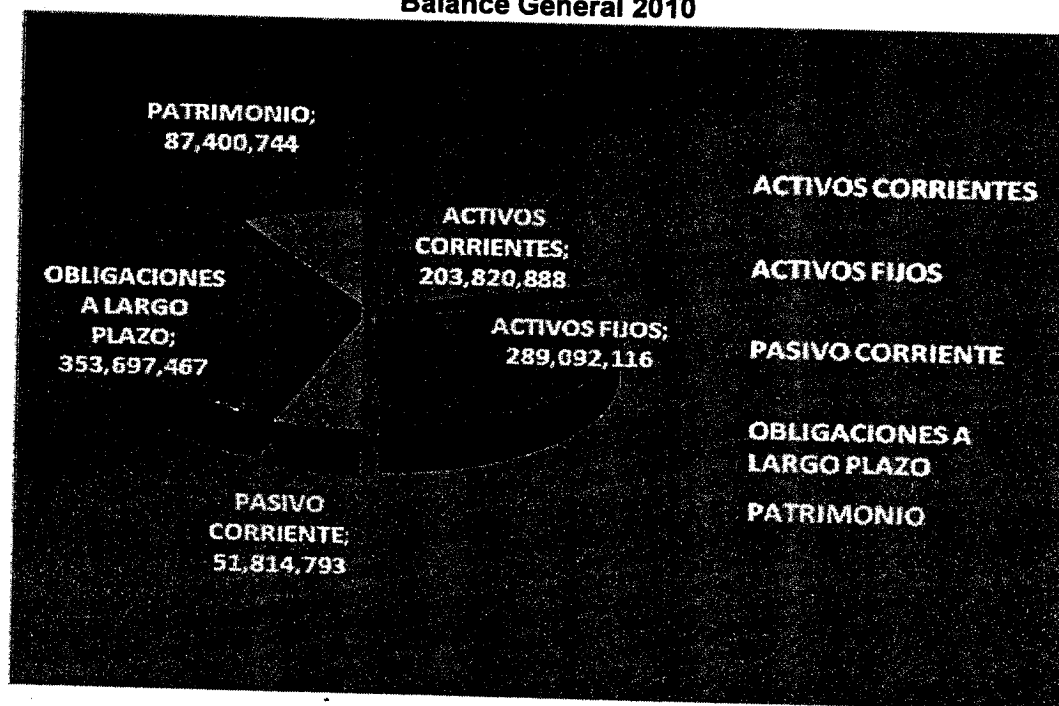 Balance General 2010
PATRIMONIO;
87,400,744
ACTIVOS
CORRIENTES;
203,820,888
OBLIGACIONES
A LARGO
PLAZO;
353,697,467
ACTIVOS FIJOS;
289,092,116
PASIVO
CORRIENTE;
51,814,793
ACTIVOS CORRIENTES
ACTIVOS FIJOS
PASIVO CORRIENTE
OBLIGACIONES A
LARGO PLAZO
PATRIMONIO